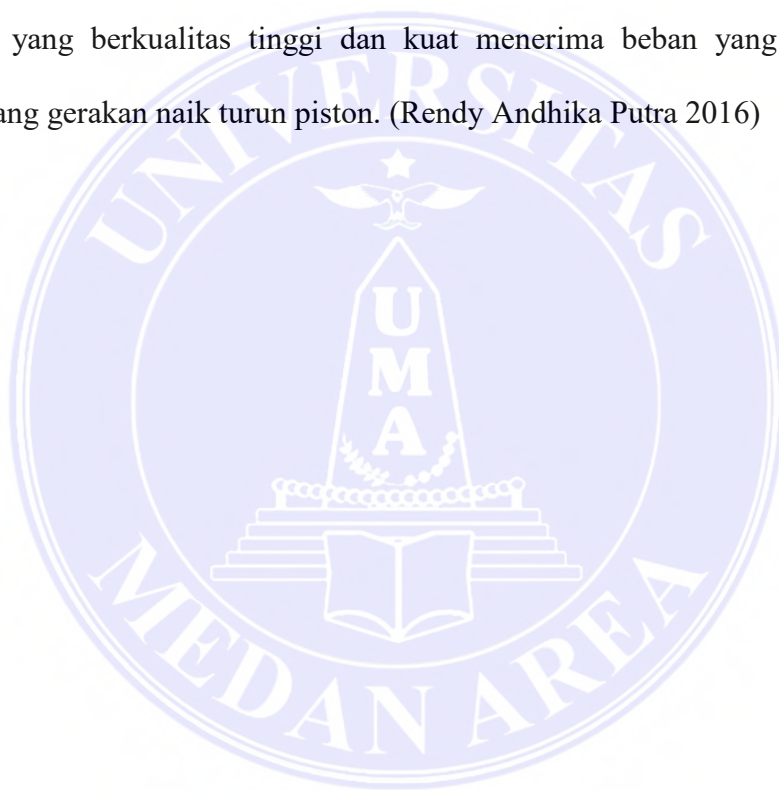 yang berkualitas tinggi dan kuat menerima beban yang
ang gerakan naik turun piston. (Rendy Andhika Putra 2016)
UNIVERSITAS
UMA
MEDAN AREA